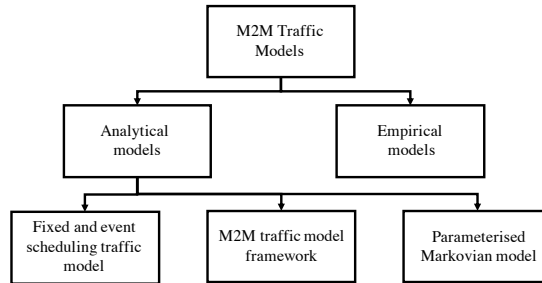 M2M Traffic
Models
Analytical
models
Empirical
models
Fixed and event
scheduling traffic
model
M2M traffic model
framework
Parameterised
Markovian model